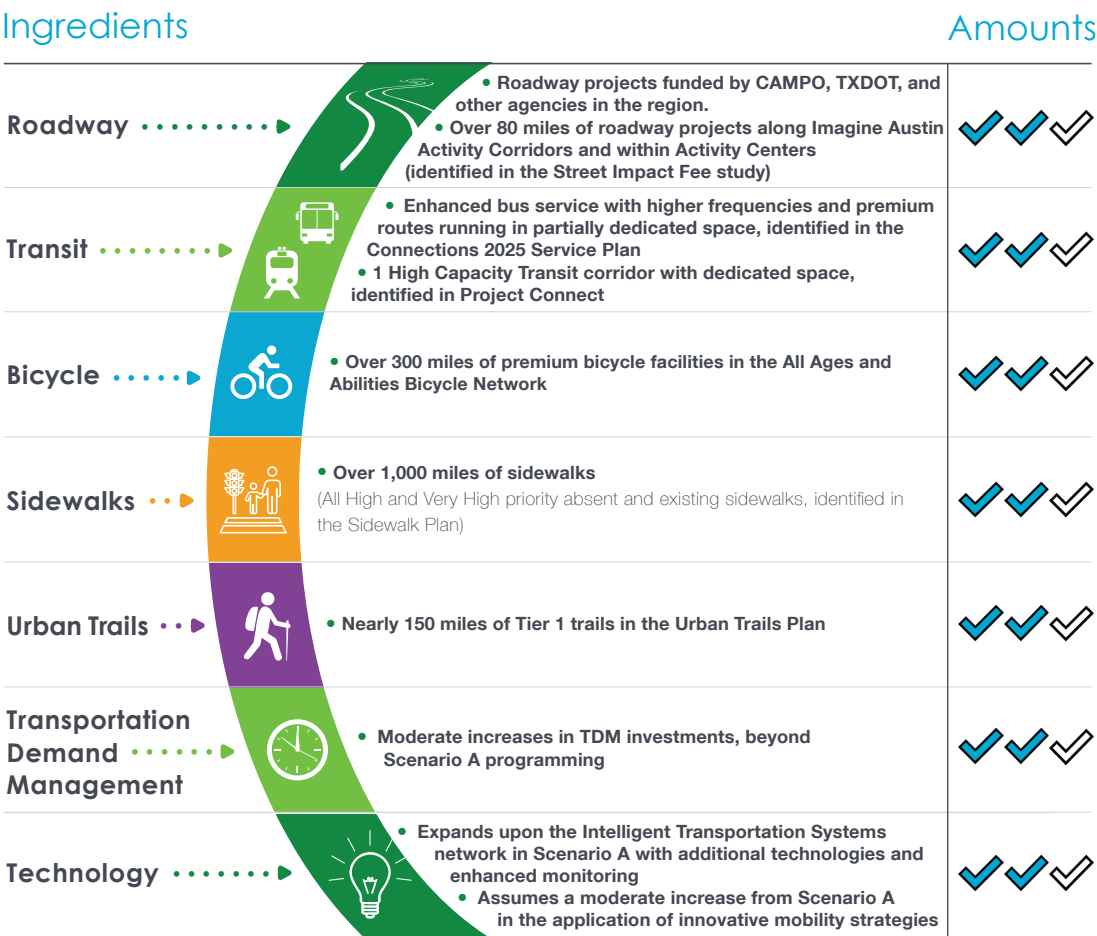 Ingredients
Amounts
Roadway
• Roadway projects funded by CAMPO, TXDOT, and
other agencies in the region.
• Over 80 miles of roadway projects along Imagine Austin
Activity Corridors and within Activity Centers
(identified in the Street Impact Fee study)
Transit
• Enhanced bus service with higher frequencies and premium
routes running in partially dedicated space, identified in the
Connections 2025 Service Plan
• 1 High Capacity Transit corridor with dedicated space,
identified in Project Connect
Bicycle
• Over 300 miles of premium bicycle facilities in the All Ages and
Abilities Bicycle Network
Sidewalks
• Over 1,000 miles of sidewalks
(All High and Very High priority absent and existing sidewalks, identified in
the Sidewalk Plan)
Urban Trails
• Nearly 150 miles of Tier 1 trails in the Urban Trails Plan
Transportation
Demand
Management
• Moderate increases in TDM investments, beyond
Scenario A programming
Technology
• Expands upon the Intelligent Transportation Systems
network in Scenario A with additional technologies and
enhanced monitoring
• Assumes a moderate increase from Scenario A
in the application of innovative mobility strategies